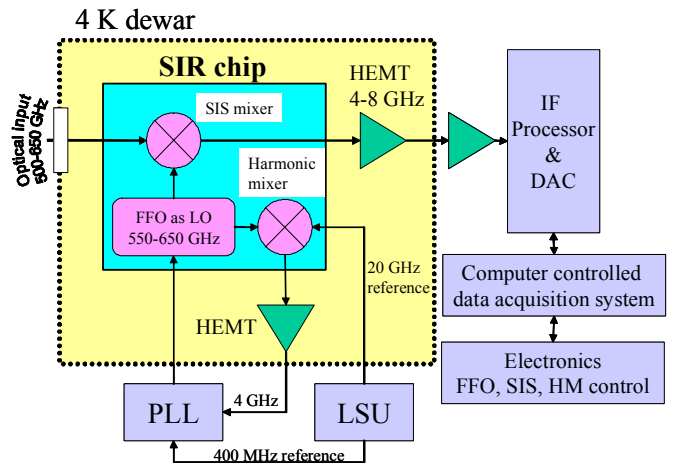 4 K dewar
SIR chip
HEMT
4-8 GHz
IF
Processor
&
DAC
SIS mixer
Optical input
500-650 GHz
Harmonic
mixer
FFO as LO
550-650 GHz
20 GHz
reference
Computer controlled
data acquisition system
HEMT
Electronics
FFO, SIS, HM control
PLL
4 GHz
LSU
400 MHz reference